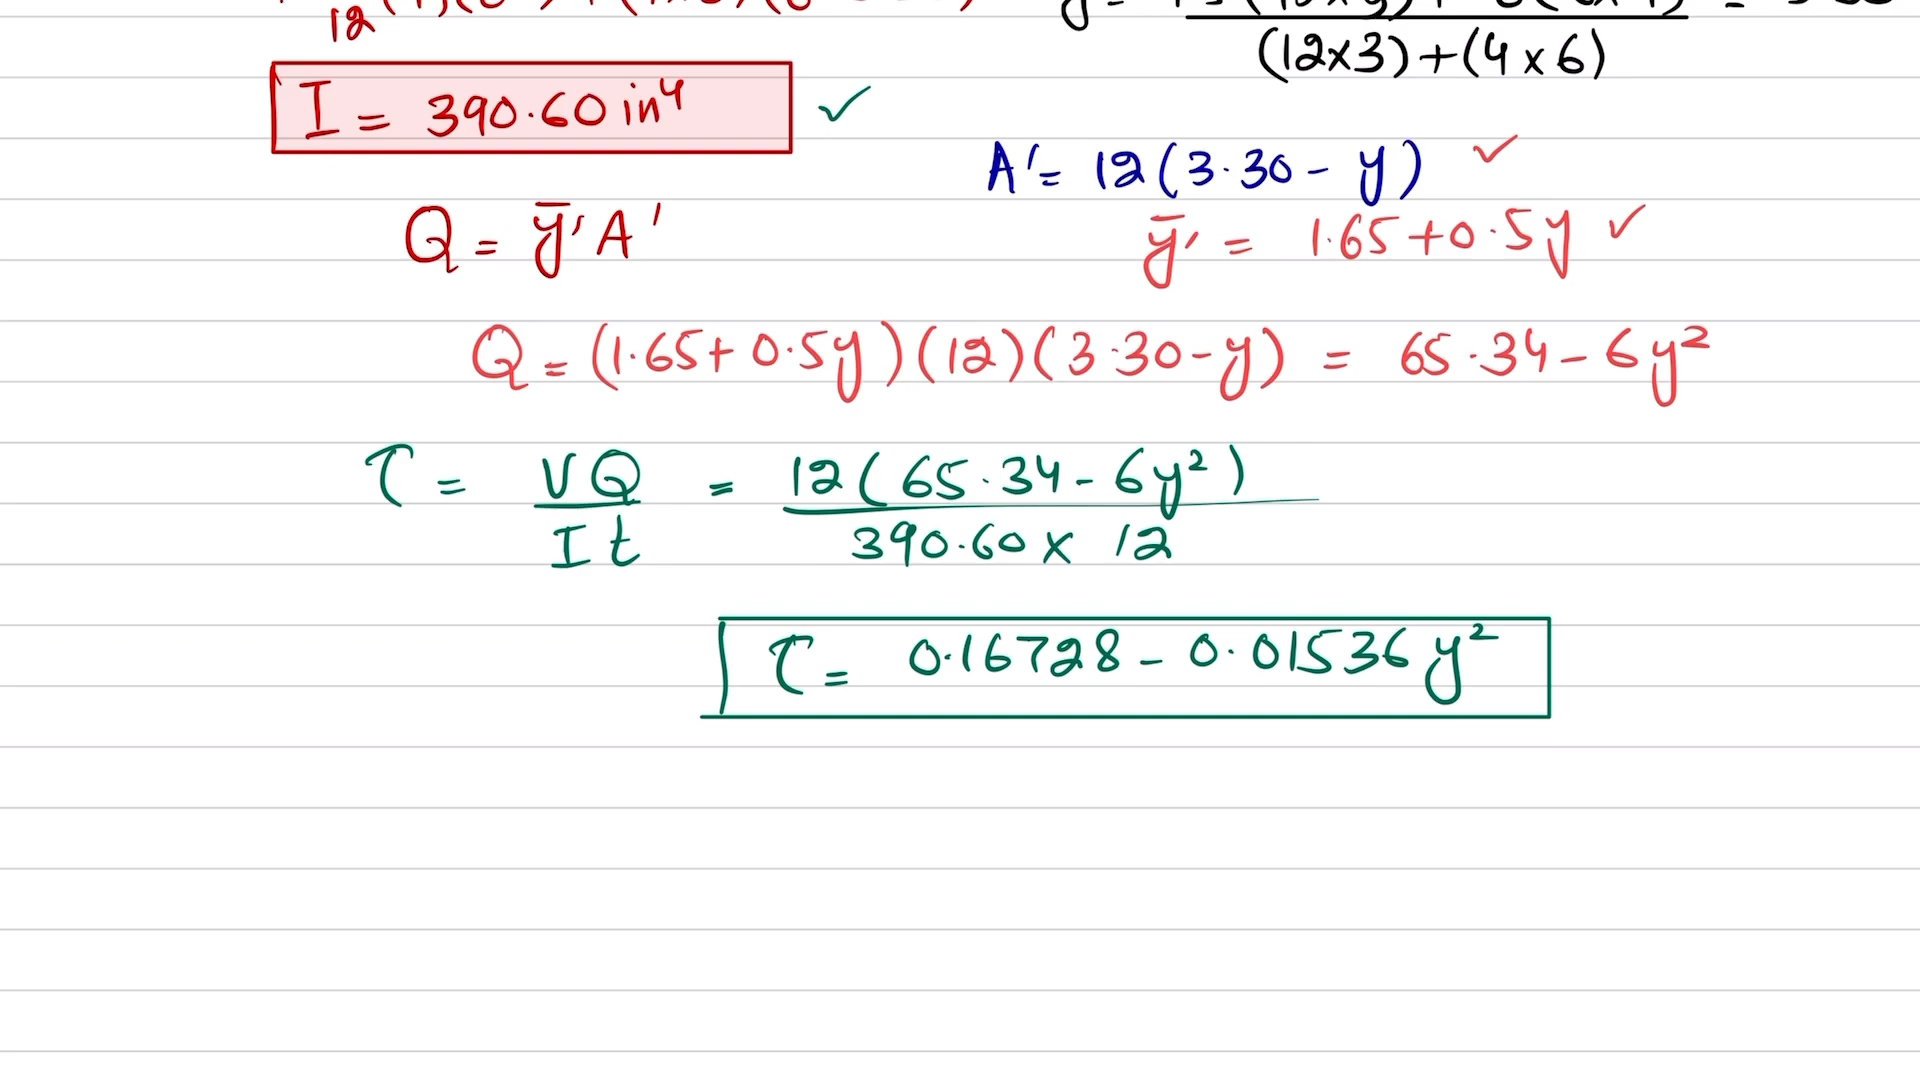 12
(12x3)+(4x6)
I = 390.60 in⁴ ✓
A' = 12(3.30 - y) ✓
Q = ȳ'A'
ȳ' = 1.65 + 0.5y ✓
Q = (1.65 + 0.5y)(12)(3.30 - y) = 65.34 - 6y²
τ = VQ / It = 12(65.34 - 6y²) / 390.60 x 12
τ = 0.16728 - 0.01536y²